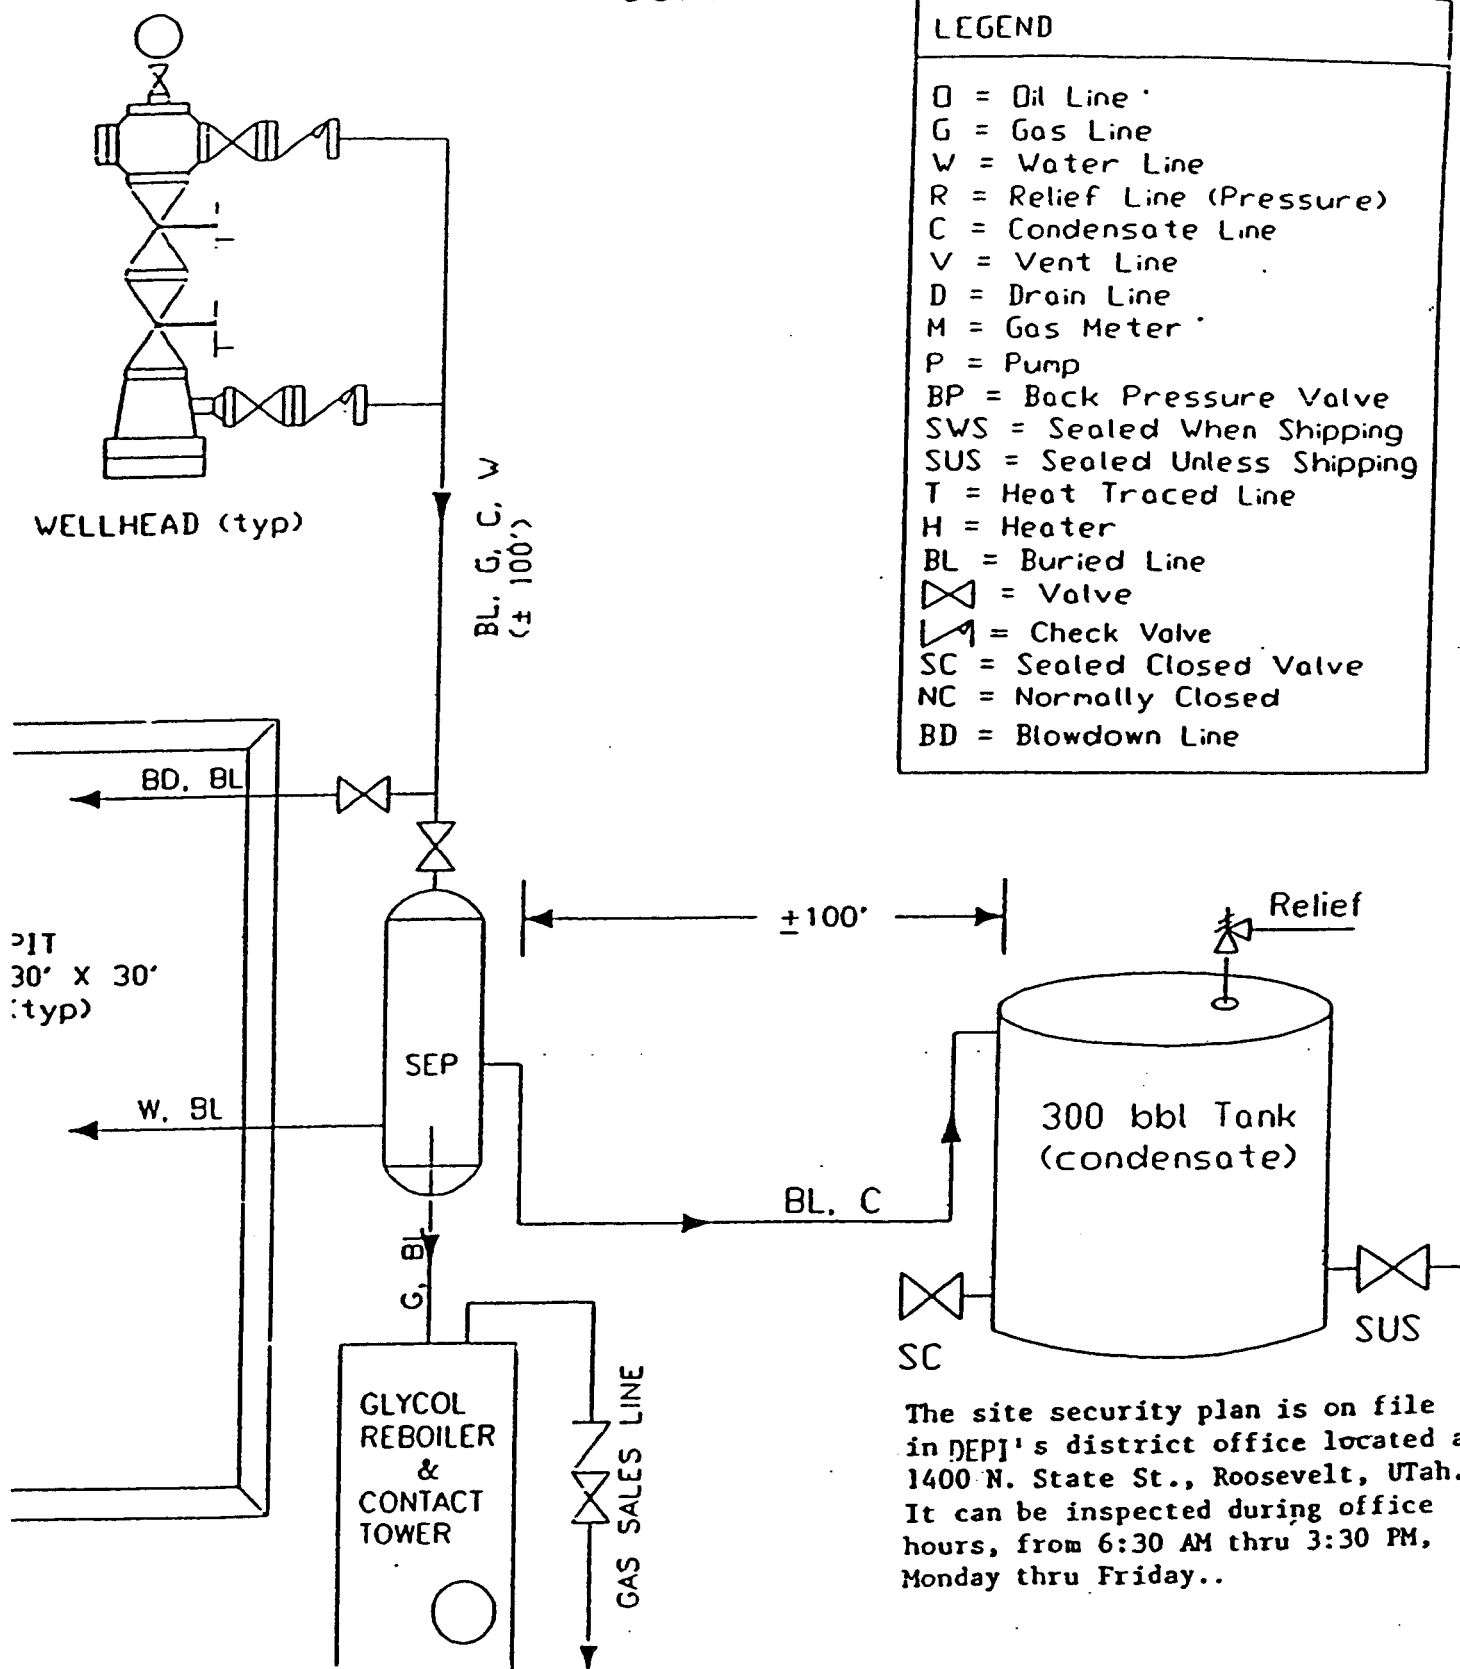 LEGEND
O = Oil Line
G = Gas Line
W = Water Line
R = Relief Line (Pressure)
C = Condensate Line
V = Vent Line
D = Drain Line
M = Gas Meter
P = Pump
BP = Back Pressure Valve
SWS = Sealed When Shipping
SUS = Sealed Unless Shipping
T = Heat Traced Line
H = Heater
BL = Buried Line
= Valve
= Check Valve
SC = Sealed Closed Valve
NC = Normally Closed
BD = Blowdown Line
WELLHEAD (typ)
BL, G, C, W
(± 100')
BD, BL
PIT
30' X 30'
(typ)
±100'
Relief
SEP
W, BL
300 bbl Tank
(condensate)
BL, C
G, BL
SC
SUS
GLYCOL
REBOILER
&
CONTACT
TOWER
GAS SALES LINE
The site security plan is on file
in DEPI's district office located a
1400 N. State St., Roosevelt, UTah.
It can be inspected during office
hours, from 6:30 AM thru 3:30 PM,
Monday thru Friday..